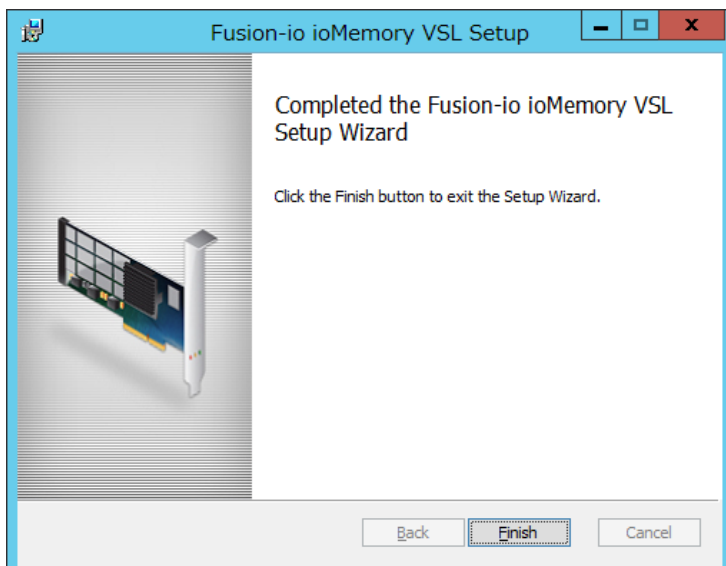 Fusion-io ioMemory VSL Setup
Completed the Fusion-io ioMemory VSL
Setup Wizard
Click the Finish button to exit the Setup Wizard.
Back Finish Cancel